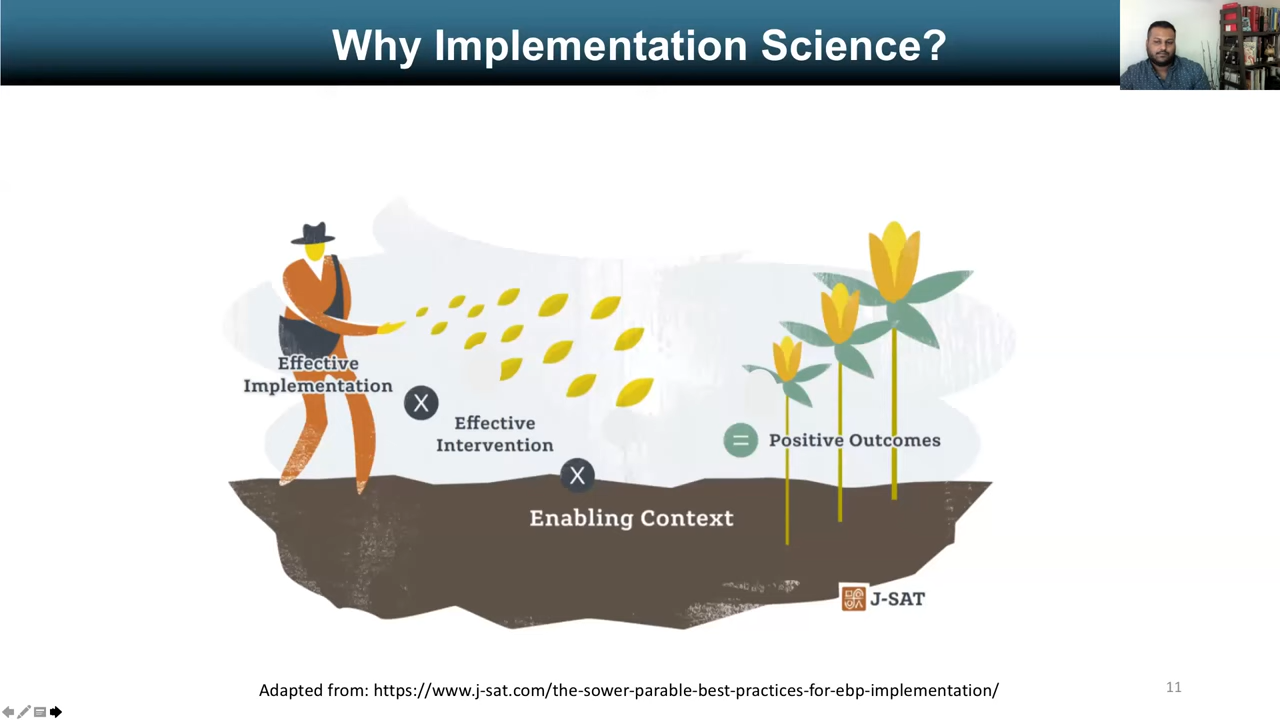 Why Implementation Science?
Effective
Implementation
X
Effective
Intervention
X
Enabling Context
=
Positive Outcomes
J-SAT
Adapted from: https://www.j-sat.com/the-sower-parable-best-practices-for-ebp-implementation/
11